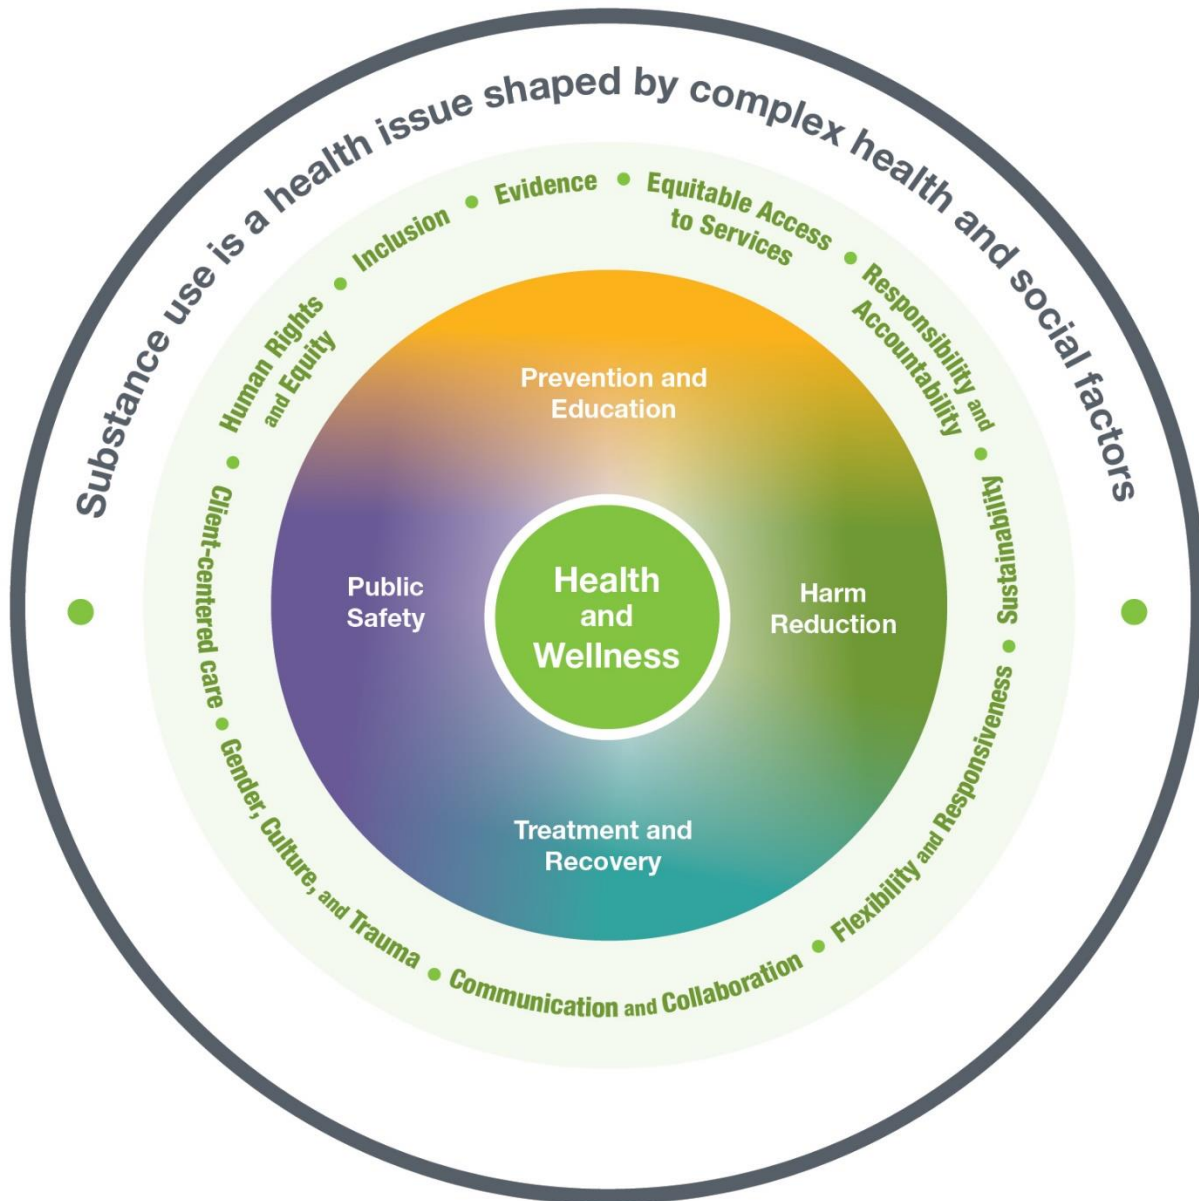 Substance use is a health issue shaped by complex health and social factors
Evidence
Equitable Access
to Services
Responsibility and
Accountability
Sustainability
Flexibility and Responsiveness
Communication and Collaboration
Gender, Culture, and Trauma
Client-centered care
Human Rights
and Equity
Inclusion
Prevention and
Education
Public
Safety
Health
and
Wellness
Harm
Reduction
Treatment and
Recovery